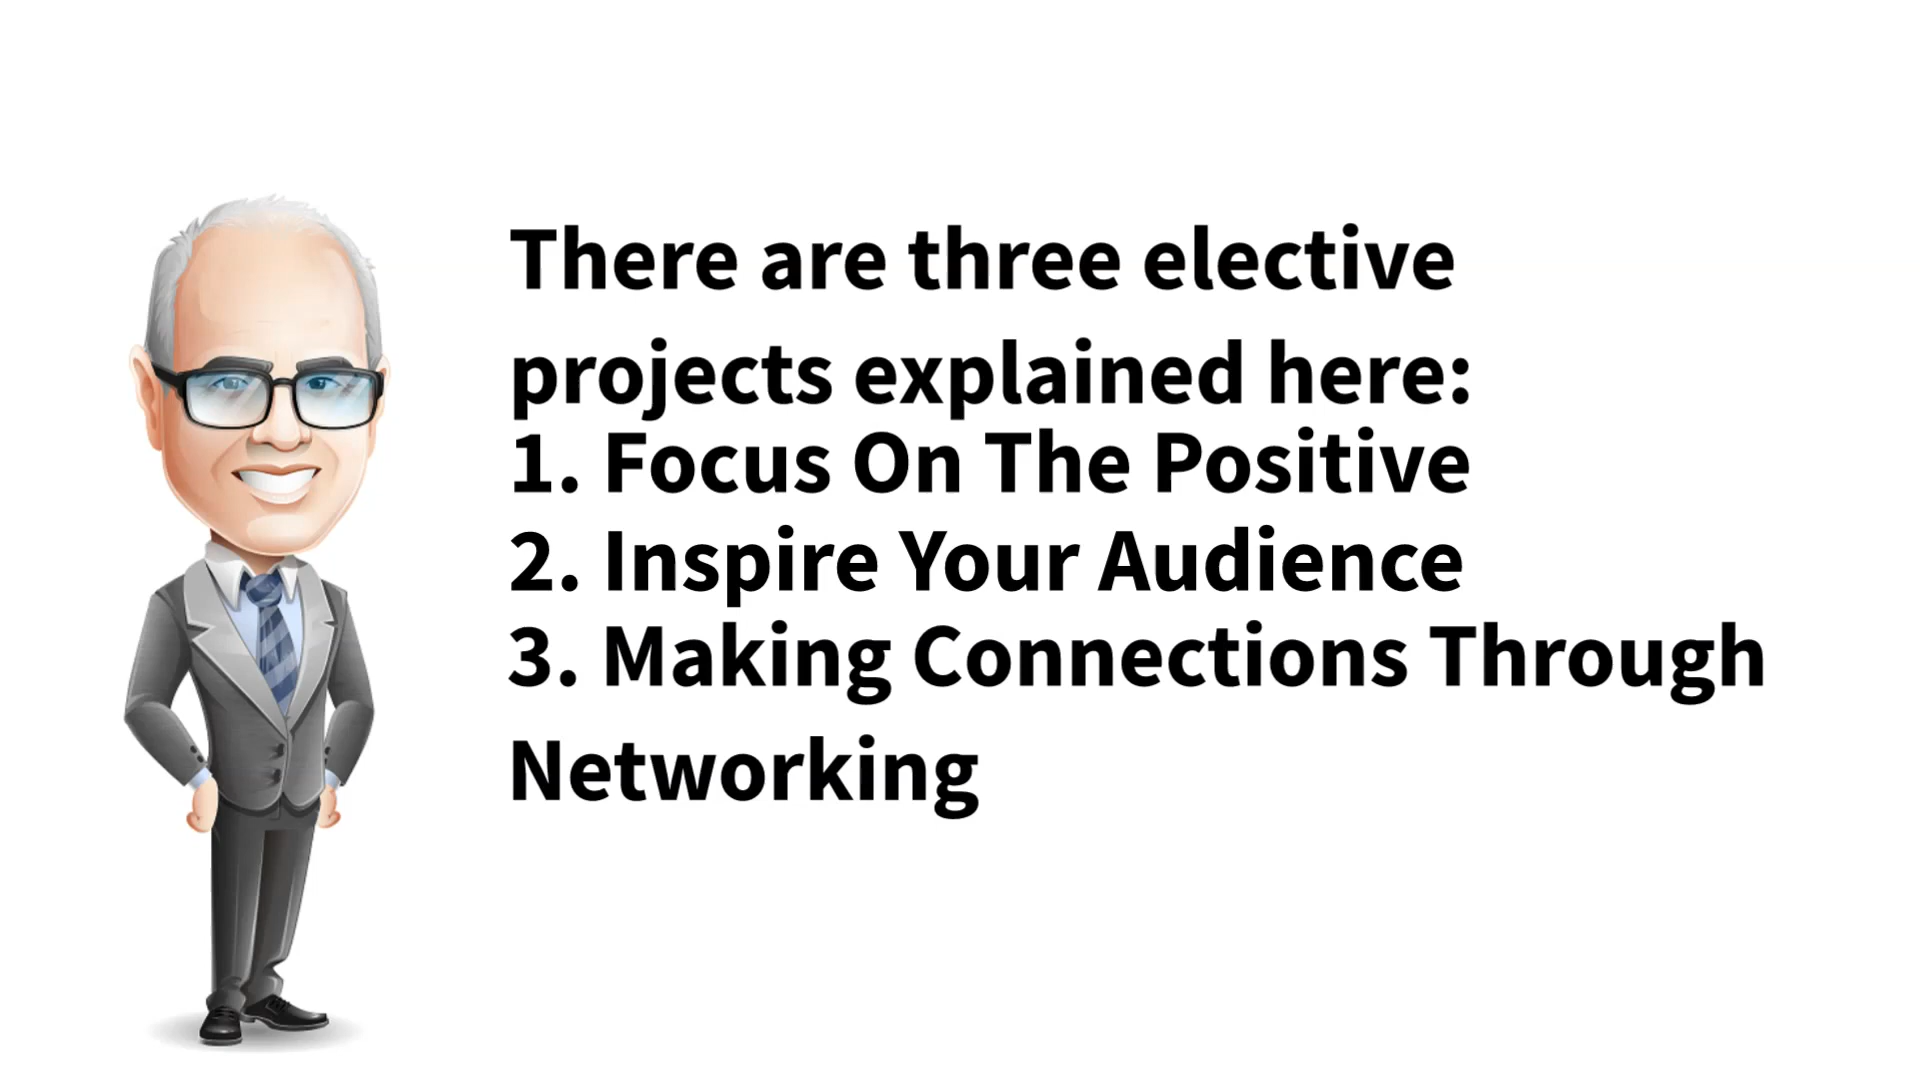 There are three elective
projects explained here:
1. Focus On The Positive
2. Inspire Your Audience
3. Making Connections Through
Networking